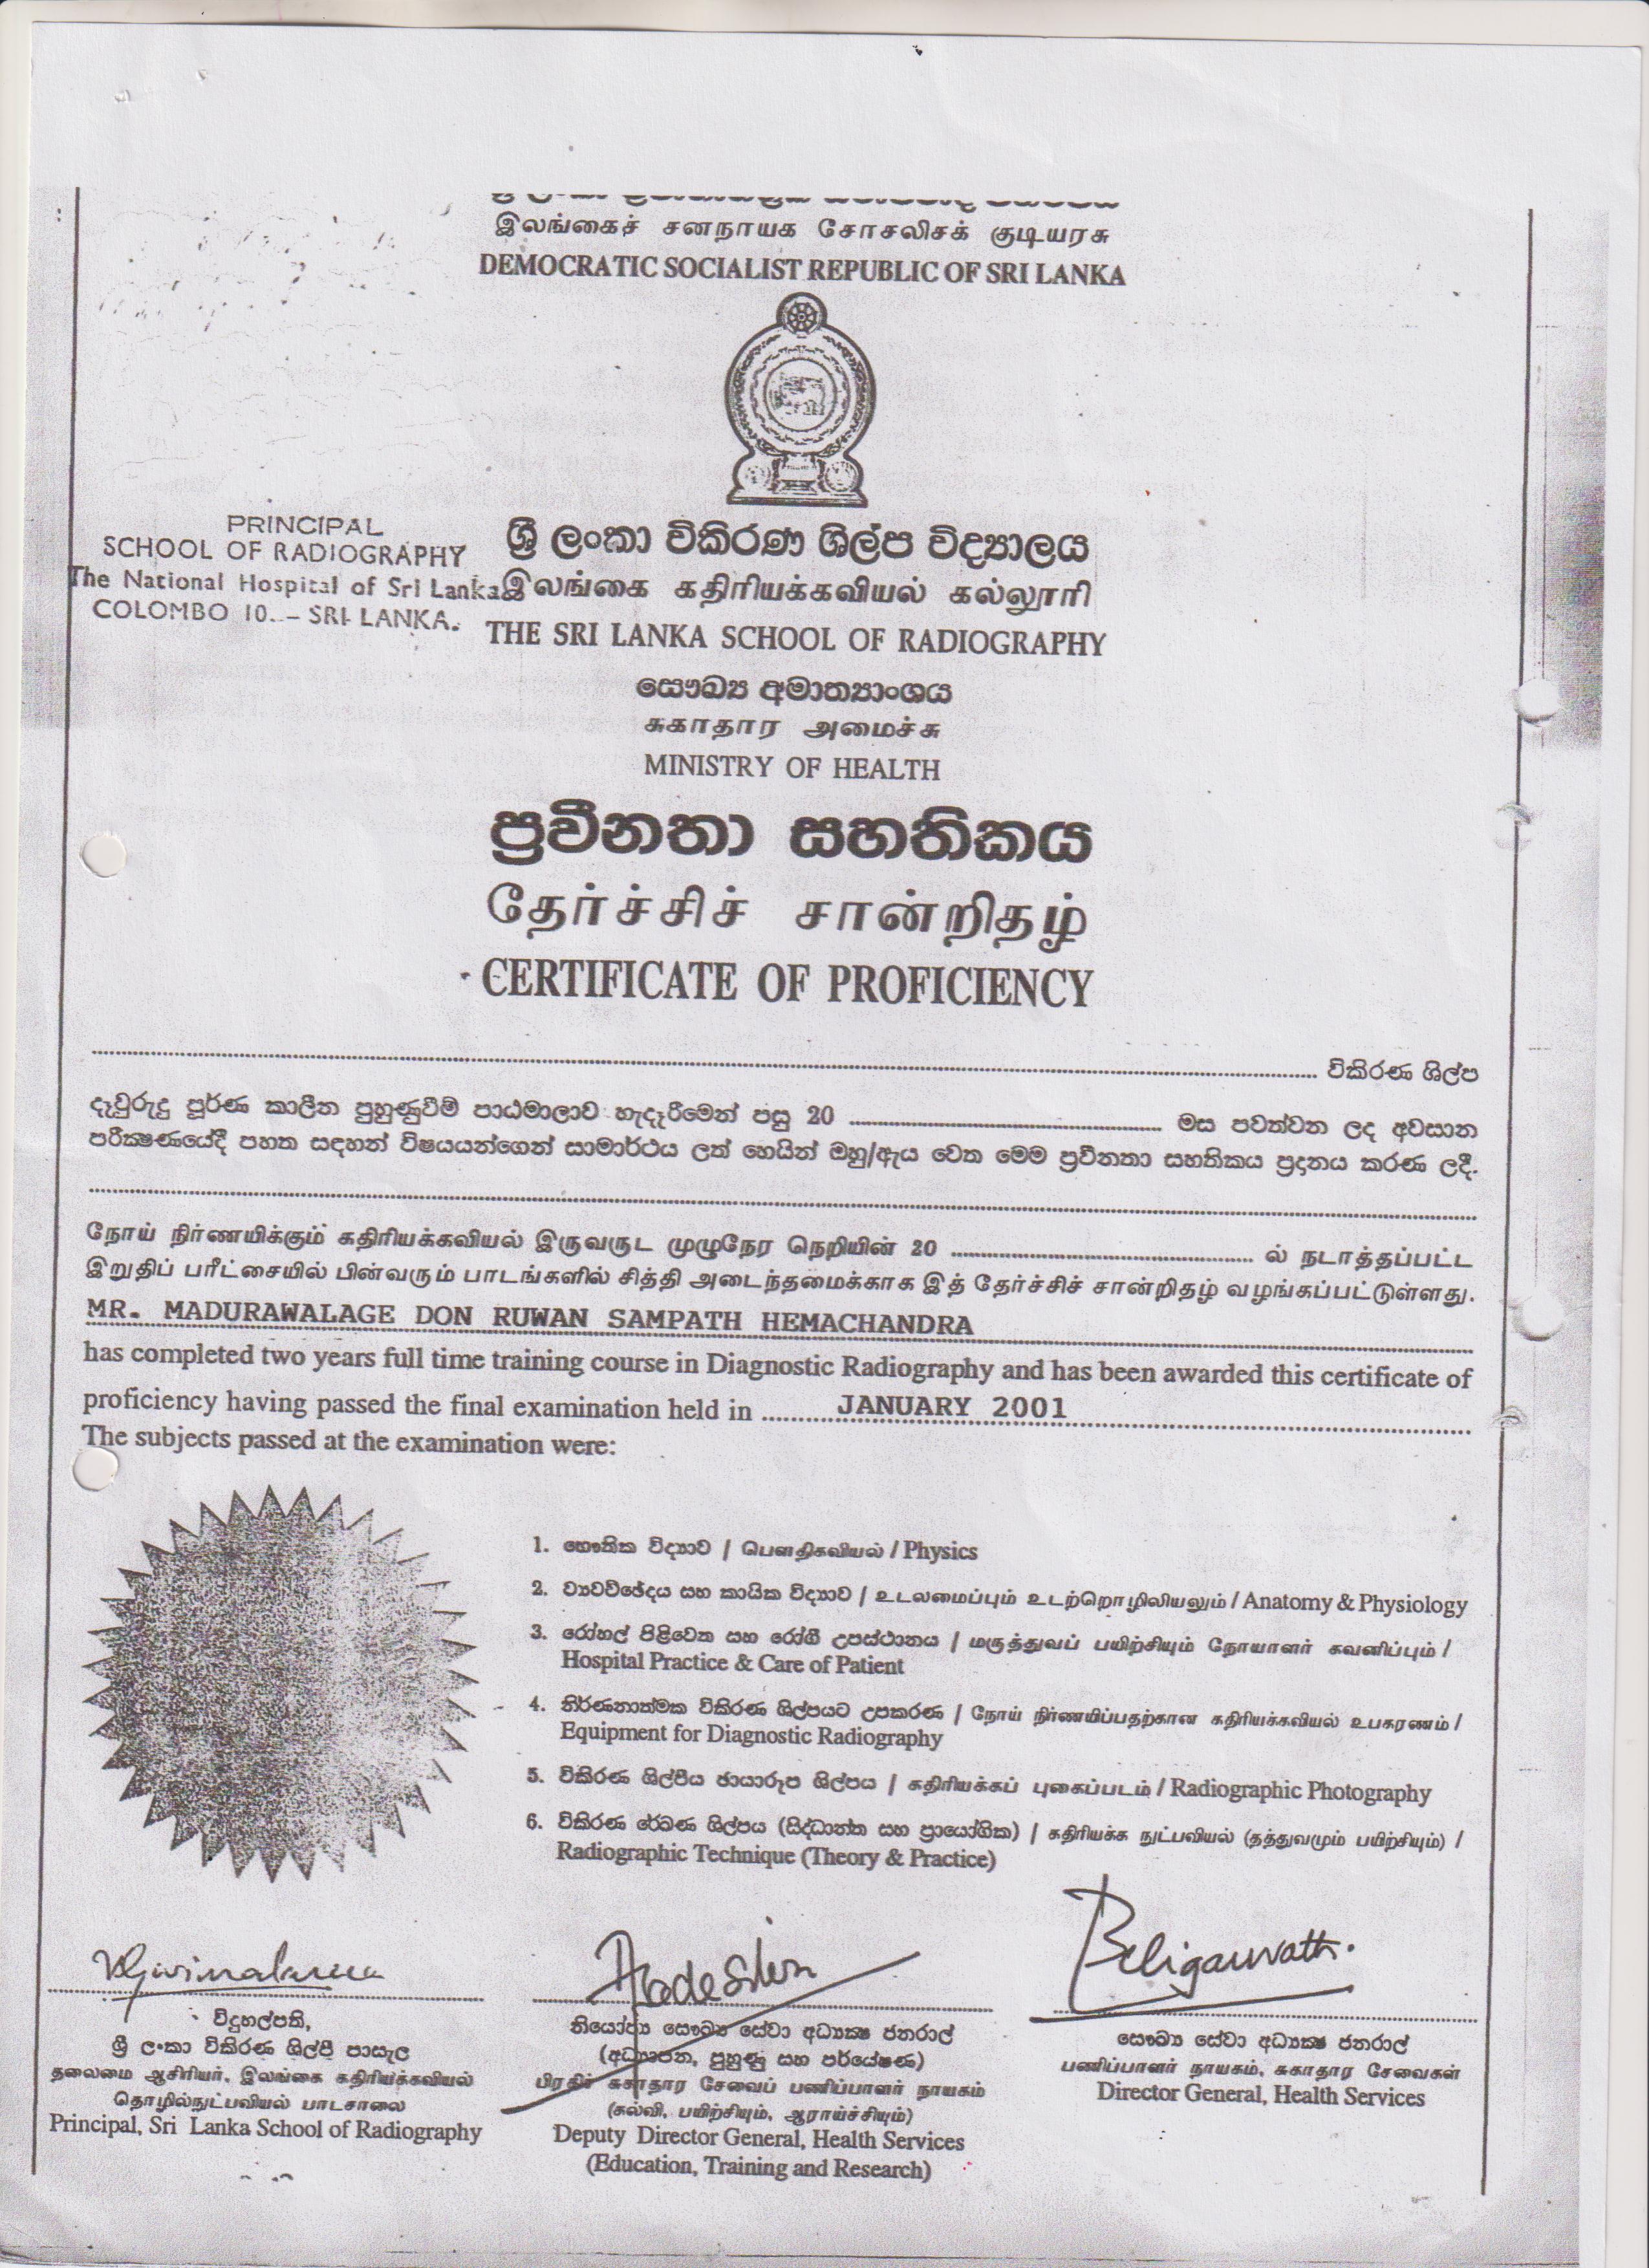 இலங்கைச் சனநாயக சோசலிசக் குடியரசு
DEMOCRATIC SOCIALIST REPUBLIC OF SRI LANKA
PRINCIPAL
SCHOOL OF RADIOGRAPHY
The National Hospital of Sri Lanka
COLOMBO 10. – SRI LANKA.
ශ්‍රී ලංකා විකිරණ ශිල්ප විද්‍යාලය
இலங்கை கதிரியக்கவியல் கல்லூரி
THE SRI LANKA SCHOOL OF RADIOGRAPHY
සෞඛ්‍ය අමාත්‍යාංශය
சுகாதார அமைச்சு
MINISTRY OF HEALTH
ප්‍රවීනතා සහතිකය
தேர்ச்சிச் சான்றிதழ்
CERTIFICATE OF PROFICIENCY
විකිරණ ශිල්ප
දෑවුරුදු පූර්ණ කාලීන පුහුණුවීම් පාඨමාලාව හැදෑරීමෙන් පසු 20 ........ මස පවත්වන ලද අවසාන
පරීක්ෂණයේදී පහත සඳහන් විෂයයන්ගෙන් සාමාර්ථය ලත් හෙයින් ඔහු/ඇය වෙත මෙම ප්‍රවීනතා සහතිකය ප්‍රදානය කරණ ලදී.
நோய் நிர்ணயிக்கும் கதிரியக்கவியல் இருவருட முழுநேர நெறியின் 20 ........ ல் நடாத்தப்பட்ட
இறுதிப் பரீட்சையில் பின்வரும் பாடங்களில் சித்தி அடைந்தமைக்காக இத் தேர்ச்சிச் சான்றிதழ் வழங்கப்பட்டுள்ளது.
MR. MADURAWALAGE DON RUWAN SAMPATH HEMACHANDRA
has completed two years full time training course in Diagnostic Radiography and has been awarded this certificate of
proficiency having passed the final examination held in ........ JANUARY 2001
The subjects passed at the examination were:
1. භෞතික විද්‍යාව / பௌதிகவியல் / Physics
2. ව්‍යවච්ඡේදය සහ කායික විද්‍යාව / உடலமைப்பும் உடற்றொழிலியலும் / Anatomy & Physiology
3. රෝහල් පිළිවෙත සහ රෝගී උපස්ථානය / மருத்துவப் பயிற்சியும் நோயாளர் கவனிப்பும் /
Hospital Practice & Care of Patient
4. නිර්ණනාත්මක විකිරණ ශිල්පයට උපකරණ / நோய் நிர்ணயிப்பதற்கான கதிரியக்கவியல் உபகரணம் /
Equipment for Diagnostic Radiography
5. විකිරණ ශිල්පීය ඡායාරූප ශිල්පය / கதிரியக்கப் புகைப்படம் / Radiographic Photography
6. විකිරණ රේඛණ ශිල්පය (සිද්ධාන්ත සහ ප්‍රායෝගික) / கதிரியக்க நுட்பவியல் (தத்துவமும் பயிற்சியும்) /
Radiographic Technique (Theory & Practice)
විදුහල්පති,
ශ්‍රී ලංකා විකිරණ ශිල්පී පාසැල
தலைமை ஆசிரியர், இலங்கை கதிரியக்கவியல்
தொழில்நுட்பவியல் பாடசாலை
Principal, Sri Lanka School of Radiography
නියෝජ්‍ය සෞඛ්‍ය සේවා අධ්‍යක්ෂ ජනරාල්
(අධ්‍යාපන, පුහුණු සහ පර්යේෂණ)
பிரதிச் சுகாதார சேவைப் பணிப்பாளர் நாயகம்
(கல்வி, பயிற்சியும், ஆராய்ச்சியும்)
Deputy Director General, Health Services
(Education, Training and Research)
සෞඛ්‍ය සේවා අධ්‍යක්ෂ ජනරාල්
பணிப்பாளர் நாயகம், சுகாதார சேவைகள்
Director General, Health Services